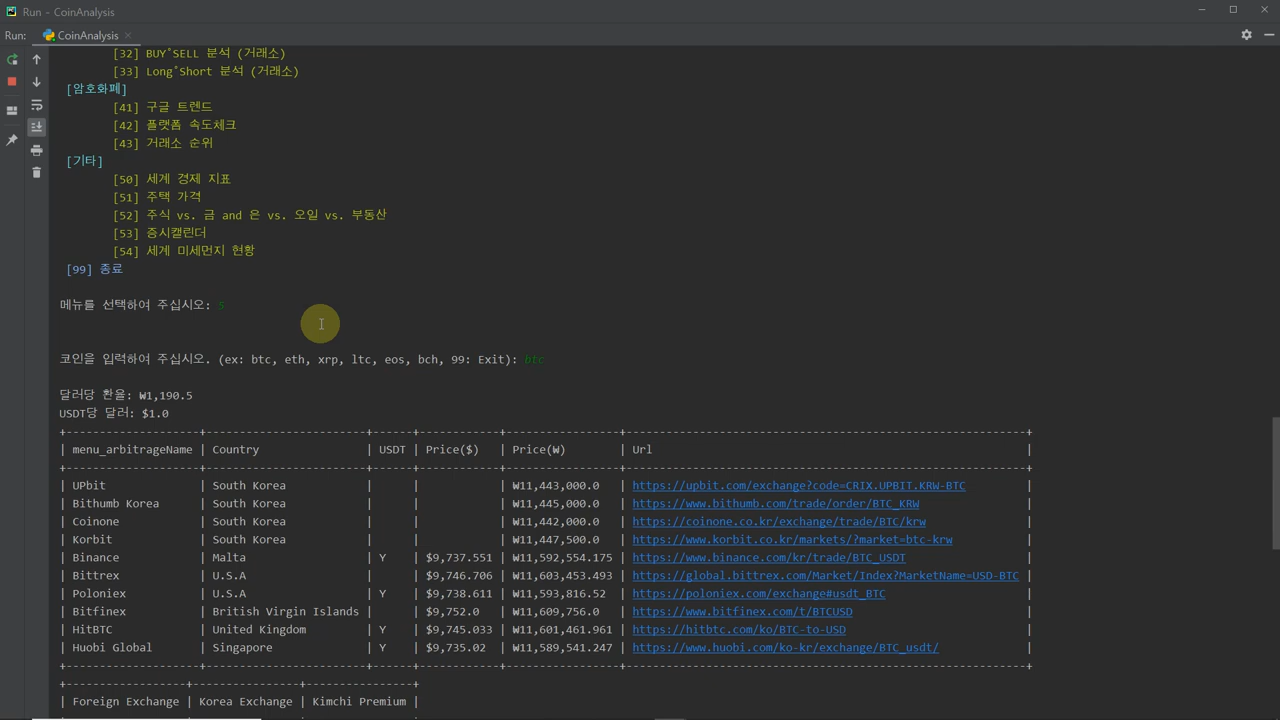 Run - CoinAnalysis
Run: CoinAnalysis
[32] BUY*SELL 분석 (거래소)
[33] Long*Short 분석 (거래소)
[암호화폐]
[41] 구글 트렌드
[42] 플랫폼 속도체크
[43] 거래소 순위
[기타]
[50] 세계 경제 지표
[51] 주택 가격
[52] 주식 vs. 금 and 은 vs. 오일 vs. 부동산
[53] 증시캘린더
[54] 세계 미세먼지 현황
[99] 종료
메뉴를 선택하여 주십시오: 5
코인을 입력하여 주십시오. (ex: btc, eth, xrp, ltc, eos, bch, 99: Exit): btc
달러당 환율: ₩1,190.5
USDT당 달러: $1.0
| menu_arbitrageName | Country | USDT | Price($) | Price(₩) | Url |
| UPbit | South Korea | | | ₩11,443,000.0 | https://upbit.com/exchange?code=CRIX.UPBIT.KRW-BTC |
| Bithumb Korea | South Korea | | | ₩11,445,000.0 | https://www.bithumb.com/trade/order/BTC_KRW |
| Coinone | South Korea | | | ₩11,442,000.0 | https://coinone.co.kr/exchange/trade/BTC/krw |
| Korbit | South Korea | | | ₩11,447,500.0 | https://www.korbit.co.kr/markets/?market=btc-krw |
| Binance | Malta | Y | $9,737.551 | ₩11,592,554.175 | https://www.binance.com/kr/trade/BTC_USDT |
| Bittrex | U.S.A | | $9,746.706 | ₩11,603,453.493 | https://global.bittrex.com/Market/Index?MarketName=USD-BTC |
| Poloniex | U.S.A | Y | $9,738.611 | ₩11,593,816.52 | https://poloniex.com/exchange#usdt_BTC |
| Bitfinex | British Virgin Islands | | $9,752.0 | ₩11,609,756.0 | https://www.bitfinex.com/t/BTCUSD |
| HitBTC | United Kingdom | Y | $9,745.033 | ₩11,601,461.961 | https://hitbtc.com/ko/BTC-to-USD |
| Huobi Global | Singapore | Y | $9,735.02 | ₩11,589,541.247 | https://www.huobi.com/ko-kr/exchange/BTC_usdt/ |
| Foreign Exchange | Korea Exchange | Kimchi Premium |